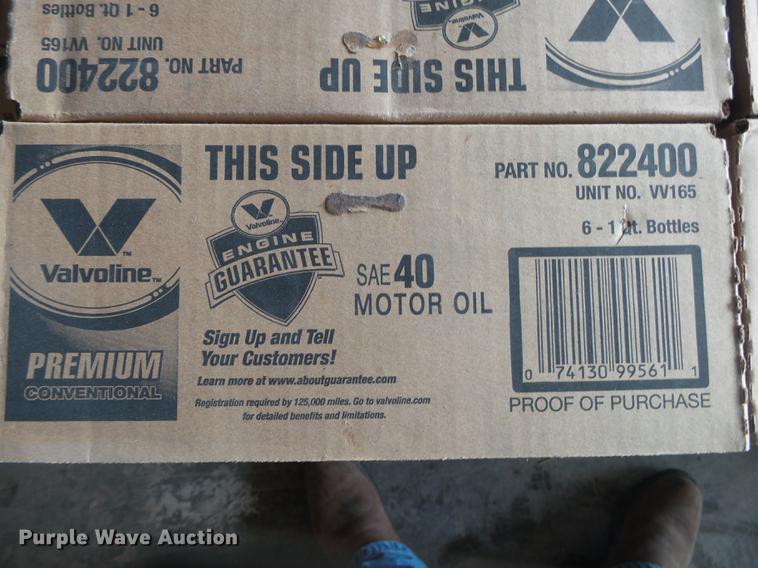 6 - 1 Qt. Bottles
UNIT NO. VV165
PART NO. 822400
THIS SIDE UP
ENGINE
Valvoline
Valvoline™
PREMIUM
CONVENTIONAL
THIS SIDE UP
Valvoline
ENGINE
GUARANTEE
SAE 40
MOTOR OIL
Sign Up and Tell
Your Customers!
Learn more at www.aboutguarantee.com
Registration required by 125,000 miles. Go to valvoline.com
for detailed benefits and limitations.
PART NO. 822400
UNIT NO. VV165
6 - 1 Qt. Bottles
0 74130 99561 1
PROOF OF PURCHASE
Purple Wave Auction